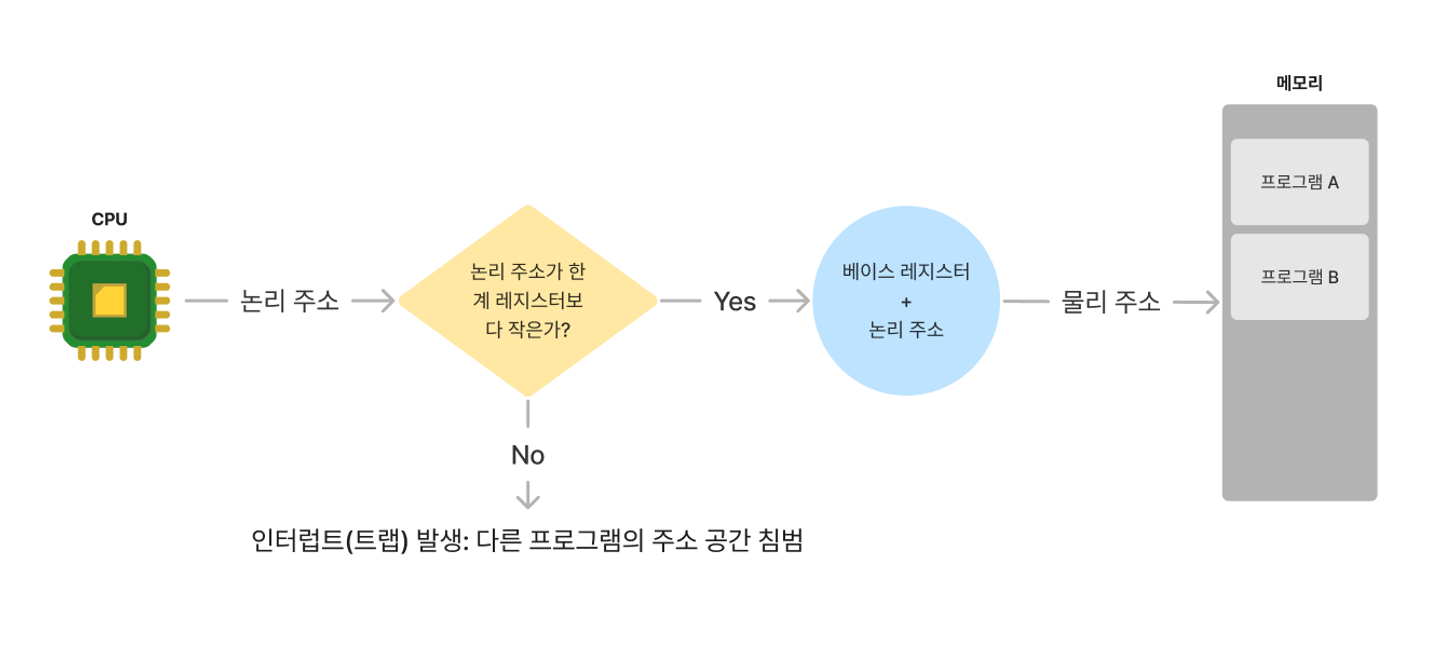 메모리
프로그램 A
CPU
논리 주소가 한
계 레지스터보
다 작은가?
베이스 레지스터
+
논리 주소
프로그램 B
논리 주소
Yes
물리 주소
No
인터럽트(트랩) 발생: 다른 프로그램의 주소 공간 침범